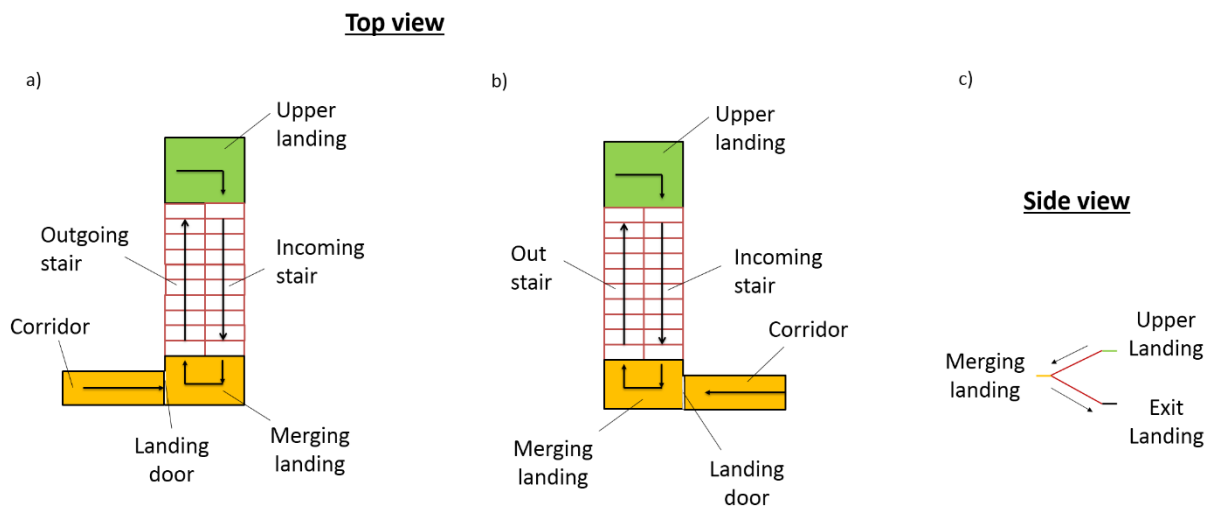 Top view
a)
Upper
landing
Outgoing
stair
Incoming
stair
Corridor
Landing
door
Merging
landing
b)
Upper
landing
Out
stair
Incoming
stair
Corridor
Merging
landing
Landing
door
c)
Side view
Upper
Landing
Merging
landing
Exit
Landing